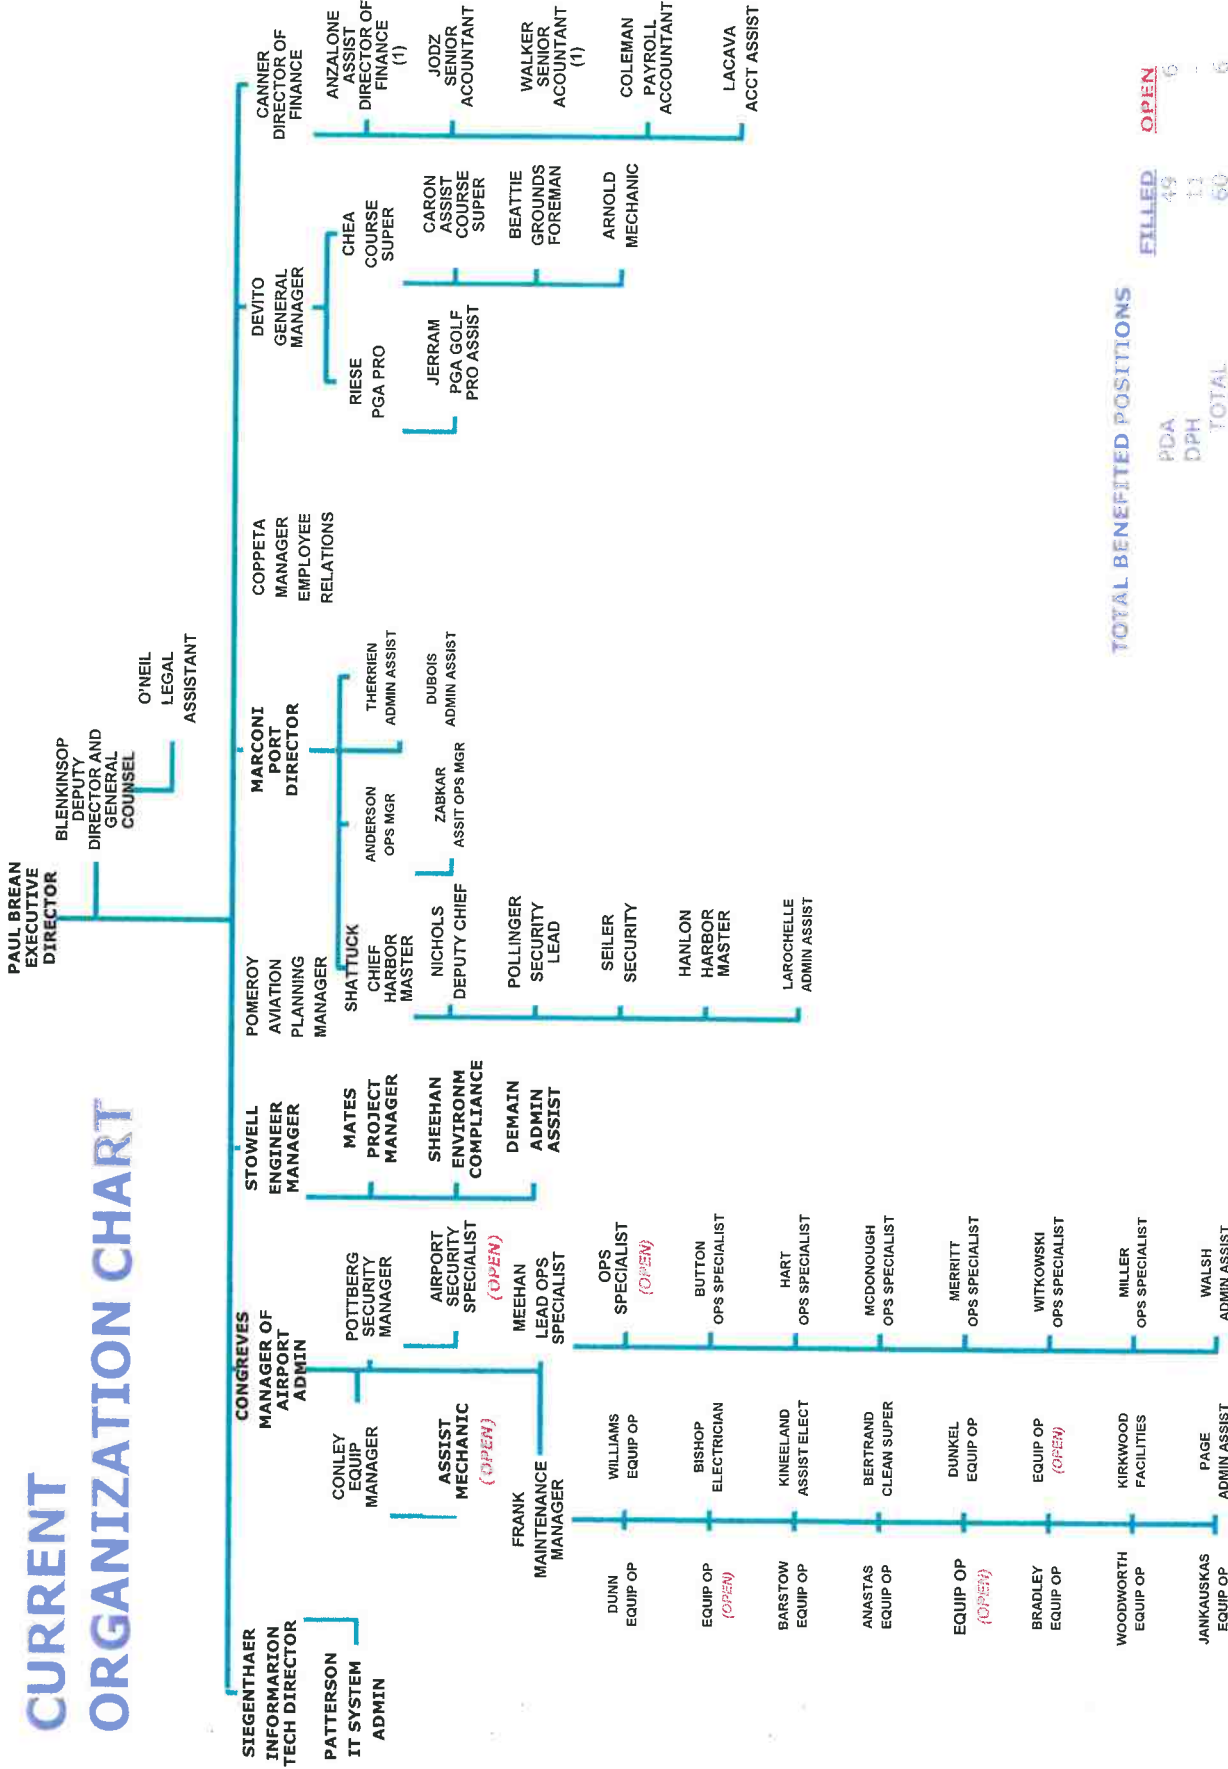 CURRENT
ORGANIZATION CHART
PAUL BREAN
EXECUTIVE
DIRECTOR
BLENKINSOP
DEPUTY
DIRECTOR AND
GENERAL
COUNSEL
O'NEIL
LEGAL
ASSISTANT
SIEGENTHAER
INFORMARION
TECH DIRECTOR
PATTERSON
IT SYSTEM
ADMIN
CONGREVES
MANAGER OF
AIRPORT
ADMIN
CONLEY
EQUIP
MANAGER
ASSIST
MECHANIC
(OPEN)
POTTBERG
SECURITY
MANAGER
AIRPORT
SECURITY
SPECIALIST
(OPEN)
FRANK
MAINTENANCE
MANAGER
DUNN
EQUIP OP
EQUIP OP
(OPEN)
BARSTOW
EQUIP OP
ANASTAS
EQUIP OP
EQUIP OP
(OPEN)
BRADLEY
EQUIP OP
WOODWORTH
EQUIP OP
JANKAUSKAS
EQUIP OP
WILLIAMS
EQUIP OP
BISHOP
ELECTRICIAN
KINEELAND
ASSIST ELECT
BERTRAND
CLEAN SUPER
DUNKEL
EQUIP OP
EQUIP OP
(OPEN)
KIRKWOOD
FACILITIES
PAGE
ADMIN ASSIST
MEEHAN
LEAD OPS
SPECIALIST
OPS
SPECIALIST
(OPEN)
BUTTON
OPS SPECIALIST
HART
OPS SPECIALIST
MCDONOUGH
OPS SPECIALIST
MERRITT
OPS SPECIALIST
WITKOWSKI
OPS SPECIALIST
MILLER
OPS SPECIALIST
WALSH
ADMIN ASSIST
STOWELL
ENGINEER
MANAGER
MATES
PROJECT
MANAGER
SHEEHAN
ENVIRONM
COMPLIANCE
DEMAIN
ADMIN
ASSIST
POMEROY
AVIATION
PLANNING
MANAGER
MARCONI
PORT
DIRECTOR
SHATTUCK
CHIEF
HARBOR
MASTER
NICHOLS
DEPUTY CHIEF
POLLINGER
SECURITY
LEAD
SEILER
SECURITY
HANLON
HARBOR
MASTER
LAROCHELLE
ADMIN ASSIST
ANDERSON
OPS MGR
ZABKAR
ASSIT OPS MGR
THERRIEN
ADMIN ASSIST
DUBOIS
ADMIN ASSIST
COPPETA
MANAGER
EMPLOYEE
RELATIONS
DEVITO
GENERAL
MANAGER
RIESE
PGA PRO
JERRAM
PGA GOLF
PRO ASSIST
CHEA
COURSE
SUPER
CARON
ASSIST
COURSE
SUPER
BEATTIE
GROUNDS
FOREMAN
ARNOLD
MECHANIC
CANNER
DIRECTOR OF
FINANCE
ANZALONE
ASSIST
DIRECTOR OF
FINANCE
(1)
JODZ
SENIOR
ACOUNTANT
WALKER
SENIOR
ACOUNTANT
(1)
COLEMAN
PAYROLL
ACCOUNTANT
LACAVA
ACCT ASSIST
TOTAL BENEFITED POSITIONS
FILLED OPEN
PDA 49 6
DPH 11 -
TOTAL 60 6